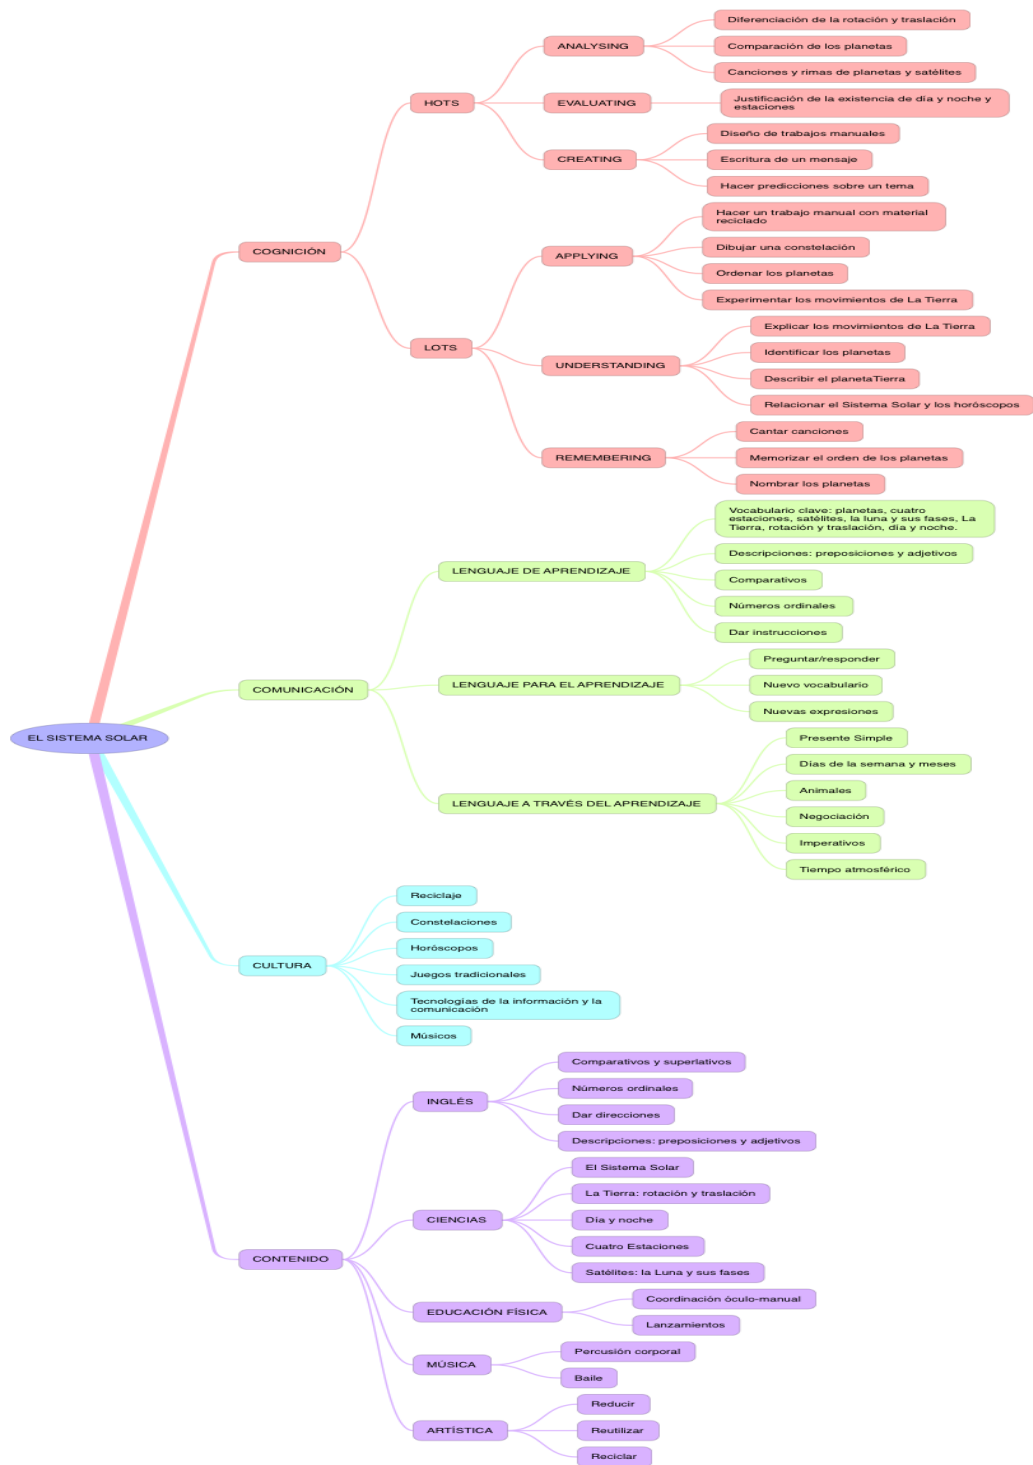 EL SISTEMA SOLAR
COGNICIÓN
HOTS
ANALYSING
Diferenciación de la rotación y traslación
Comparación de los planetas
Canciones y rimas de planetas y satélites
EVALUATING
Justificación de la existencia de día y noche y
estaciones
CREATING
Diseño de trabajos manuales
Escritura de un mensaje
Hacer predicciones sobre un tema
LOTS
APPLYING
Hacer un trabajo manual con material
reciclado
Dibujar una constelación
Ordenar los planetas
Experimentar los movimientos de La Tierra
UNDERSTANDING
Explicar los movimientos de La Tierra
Identificar los planetas
Describir el planetaTierra
Relacionar el Sistema Solar y los horóscopos
REMEMBERING
Cantar canciones
Memorizar el orden de los planetas
Nombrar los planetas
COMUNICACIÓN
LENGUAJE DE APRENDIZAJE
Vocabulario clave: planetas, cuatro
estaciones, satélites, la luna y sus fases, La
Tierra, rotación y traslación, día y noche.
Descripciones: preposiciones y adjetivos
Comparativos
Números ordinales
Dar instrucciones
LENGUAJE PARA EL APRENDIZAJE
Preguntar/responder
Nuevo vocabulario
Nuevas expresiones
LENGUAJE A TRAVÉS DEL APRENDIZAJE
Presente Simple
Días de la semana y meses
Animales
Negociación
Imperativos
Tiempo atmosférico
CULTURA
Reciclaje
Constelaciones
Horóscopos
Juegos tradicionales
Tecnologías de la información y la
comunicación
Músicos
CONTENIDO
INGLÉS
Comparativos y superlativos
Números ordinales
Dar direcciones
Descripciones: preposiciones y adjetivos
CIENCIAS
El Sistema Solar
La Tierra: rotación y traslación
Día y noche
Cuatro Estaciones
Satélites: la Luna y sus fases
EDUCACIÓN FÍSICA
Coordinación óculo-manual
Lanzamientos
MÚSICA
Percusión corporal
Baile
ARTÍSTICA
Reducir
Reutilizar
Reciclar